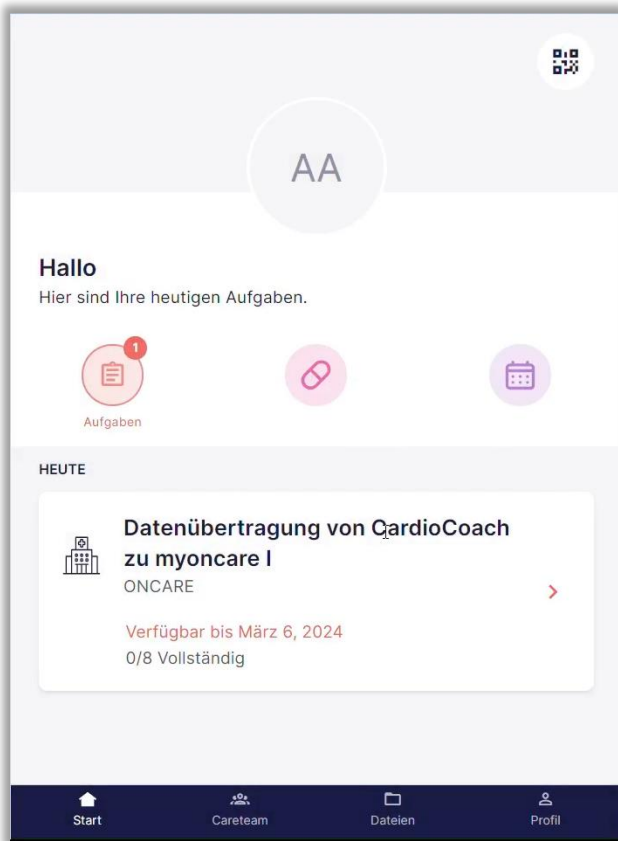 AA
Hallo
Hier sind Ihre heutigen Aufgaben.
1
Aufgaben
HEUTE
Datenübertragung von CardioCoach
zu myoncare I
ONCARE
Verfügbar bis März 6, 2024
0/8 Vollständig
Start
Careteam
Dateien
Profil